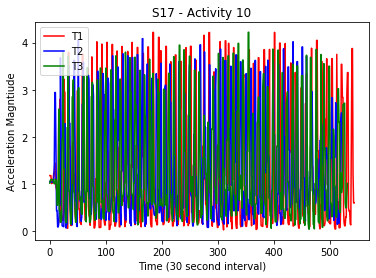 S17 - Activity 10
T1
T2
T3
Acceleration Magntiude
4
3
2
1
0
0
100
200
300
400
500
Time (30 second interval)